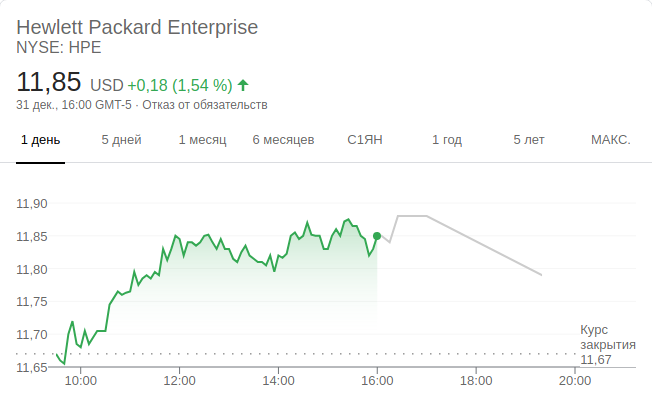 Hewlett Packard Enterprise
NYSE: HPE
11,85 USD +0,18 (1,54 %)
31 дек., 16:00 GMT-5 · Отказ от обязательств
1 день 5 дней 1 месяц 6 месяцев С1ЯН 1 год 5 лет МАКС.
11,90
11,85
11,80
11,75
11,70
11,65
Курс
закрытия
11,67
10:00 12:00 14:00 16:00 18:00 20:00